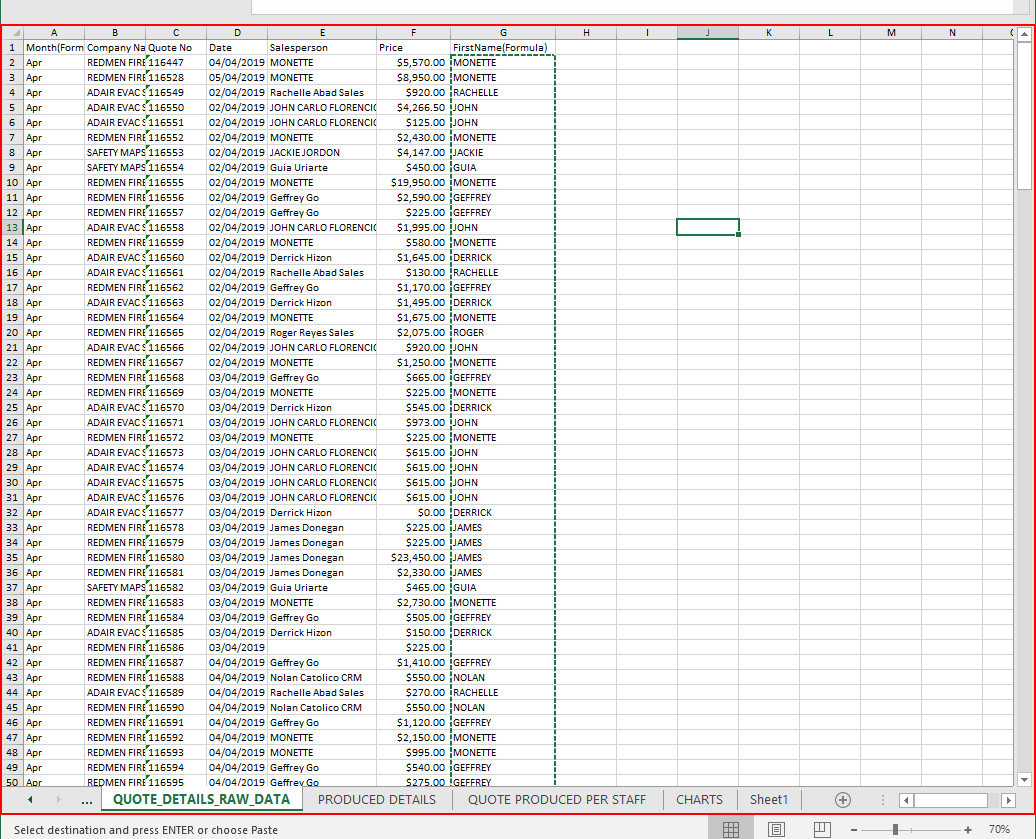 A B C D E F G H I J K L M N
1 Month(Form Company Na Quote No Date Salesperson Price FirstName(Formula)
2 Apr REDMEN FIRE 116447 04/04/2019 MONETTE $5,570.00 MONETTE
3 Apr REDMEN FIRE 116528 05/04/2019 MONETTE $8,950.00 MONETTE
4 Apr ADAIR EVAC S 116549 02/04/2019 Rachelle Abad Sales $920.00 RACHELLE
5 Apr ADAIR EVAC S 116550 02/04/2019 JOHN CARLO FLORENCIO $4,266.50 JOHN
6 Apr ADAIR EVAC S 116551 02/04/2019 JOHN CARLO FLORENCIO $125.00 JOHN
7 Apr REDMEN FIRE 116552 02/04/2019 MONETTE $2,430.00 MONETTE
8 Apr SAFETY MAPS 116553 02/04/2019 JACKIE JORDON $4,147.00 JACKIE
9 Apr SAFETY MAPS 116554 02/04/2019 Guia Uriarte $450.00 GUIA
10 Apr REDMEN FIRE 116555 02/04/2019 MONETTE $19,950.00 MONETTE
11 Apr REDMEN FIRE 116556 02/04/2019 Geffrey Go $2,590.00 GEFFREY
12 Apr REDMEN FIRE 116557 02/04/2019 Geffrey Go $225.00 GEFFREY
13 Apr ADAIR EVAC S 116558 02/04/2019 JOHN CARLO FLORENCIO $1,995.00 JOHN
14 Apr REDMEN FIRE 116559 02/04/2019 MONETTE $580.00 MONETTE
15 Apr ADAIR EVAC S 116560 02/04/2019 Derrick Hizon $1,645.00 DERRICK
16 Apr ADAIR EVAC S 116561 02/04/2019 Rachelle Abad Sales $130.00 RACHELLE
17 Apr REDMEN FIRE 116562 02/04/2019 Geffrey Go $1,170.00 GEFFREY
18 Apr ADAIR EVAC S 116563 02/04/2019 Derrick Hizon $1,495.00 DERRICK
19 Apr REDMEN FIRE 116564 02/04/2019 MONETTE $1,675.00 MONETTE
20 Apr REDMEN FIRE 116565 02/04/2019 Roger Reyes Sales $2,075.00 ROGER
21 Apr ADAIR EVAC S 116566 02/04/2019 JOHN CARLO FLORENCIO $920.00 JOHN
22 Apr REDMEN FIRE 116567 02/04/2019 MONETTE $1,250.00 MONETTE
23 Apr REDMEN FIRE 116568 03/04/2019 Geffrey Go $665.00 GEFFREY
24 Apr REDMEN FIRE 116569 03/04/2019 MONETTE $225.00 MONETTE
25 Apr ADAIR EVAC S 116570 03/04/2019 Derrick Hizon $545.00 DERRICK
26 Apr ADAIR EVAC S 116571 03/04/2019 JOHN CARLO FLORENCIO $973.00 JOHN
27 Apr REDMEN FIRE 116572 03/04/2019 MONETTE $225.00 MONETTE
28 Apr ADAIR EVAC S 116573 03/04/2019 JOHN CARLO FLORENCIO $615.00 JOHN
29 Apr ADAIR EVAC S 116574 03/04/2019 JOHN CARLO FLORENCIO $615.00 JOHN
30 Apr ADAIR EVAC S 116575 03/04/2019 JOHN CARLO FLORENCIO $615.00 JOHN
31 Apr ADAIR EVAC S 116576 03/04/2019 JOHN CARLO FLORENCIO $615.00 JOHN
32 Apr ADAIR EVAC S 116577 03/04/2019 Derrick Hizon $0.00 DERRICK
33 Apr REDMEN FIRE 116578 03/04/2019 James Donegan $225.00 JAMES
34 Apr REDMEN FIRE 116579 03/04/2019 James Donegan $225.00 JAMES
35 Apr REDMEN FIRE 116580 03/04/2019 James Donegan $23,450.00 JAMES
36 Apr REDMEN FIRE 116581 03/04/2019 James Donegan $2,330.00 JAMES
37 Apr SAFETY MAPS 116582 03/04/2019 Guia Uriarte $465.00 GUIA
38 Apr REDMEN FIRE 116583 03/04/2019 MONETTE $2,730.00 MONETTE
39 Apr REDMEN FIRE 116584 03/04/2019 Geffrey Go $505.00 GEFFREY
40 Apr ADAIR EVAC S 116585 03/04/2019 Derrick Hizon $150.00 DERRICK
41 Apr REDMEN FIRE 116586 03/04/2019 $225.00
42 Apr REDMEN FIRE 116587 04/04/2019 Geffrey Go $1,410.00 GEFFREY
43 Apr REDMEN FIRE 116588 04/04/2019 Nolan Catolico CRM $550.00 NOLAN
44 Apr ADAIR EVAC S 116589 04/04/2019 Rachelle Abad Sales $270.00 RACHELLE
45 Apr REDMEN FIRE 116590 04/04/2019 Nolan Catolico CRM $550.00 NOLAN
46 Apr REDMEN FIRE 116591 04/04/2019 Geffrey Go $1,120.00 GEFFREY
47 Apr REDMEN FIRE 116592 04/04/2019 MONETTE $2,150.00 MONETTE
48 Apr REDMEN FIRE 116593 04/04/2019 MONETTE $995.00 MONETTE
49 Apr REDMEN FIRE 116594 04/04/2019 Geffrey Go $540.00 GEFFREY
50 Apr REDMEN FIRE 116595 04/04/2019 Geffrey Go $275.00 GEFFREY
... QUOTE_DETAILS_RAW_DATA PRODUCED DETAILS QUOTE PRODUCED PER STAFF CHARTS Sheet1
Select destination and press ENTER or choose Paste 70%